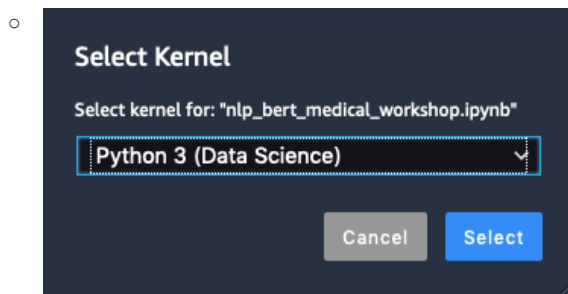 Select Kernel
Select kernel for: "nlp_bert_medical_workshop.ipynb"
Python 3 (Data Science)
Cancel Select